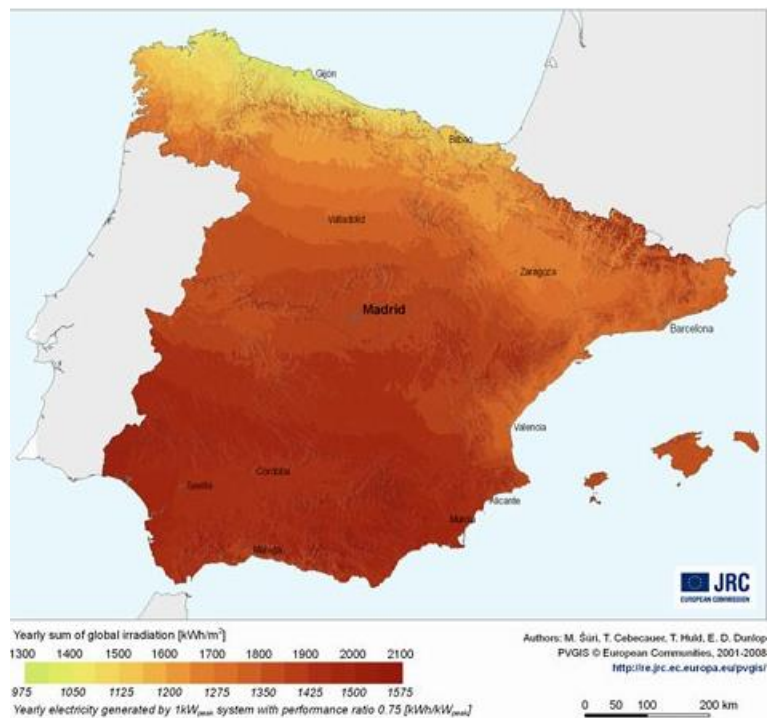 Gijón
Bilbao
Valladolid
Zaragoza
Madrid
Barcelona
Valencia
Córdoba
Sevilla
Alicante
Murcia
Málaga
JRC
EUROPEAN COMMISSION
Yearly sum of global irradiation [kWh/m²]
1300 1400 1500 1600 1700 1800 1900 2000 2100
975 1050 1125 1200 1275 1350 1425 1500 1575
Yearly electricity generated by 1kWpeak system with performance ratio 0.75 [kWh/kWpeak]
Authors: M. Šúri, T. Cebecauer, T. Huld, E. D. Dunlop
PVGIS © European Communities, 2001-2008
http://re.jrc.ec.europa.eu/pvgis/
0 50 100 200 km